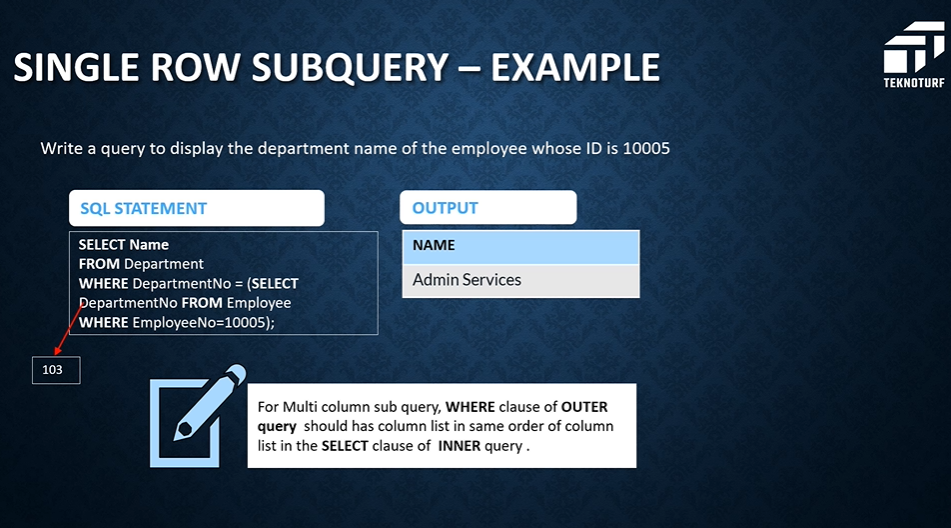 TEKNOTURF
SINGLE ROW SUBQUERY – EXAMPLE
Write a query to display the department name of the employee whose ID is 10005
SQL STATEMENT
SELECT Name
FROM Department
WHERE DepartmentNo = (SELECT
DepartmentNo FROM Employee
WHERE EmployeeNo=10005);
103
OUTPUT
NAME
Admin Services
For Multi column sub query, WHERE clause of OUTER
query should has column list in same order of column
list in the SELECT clause of INNER query .